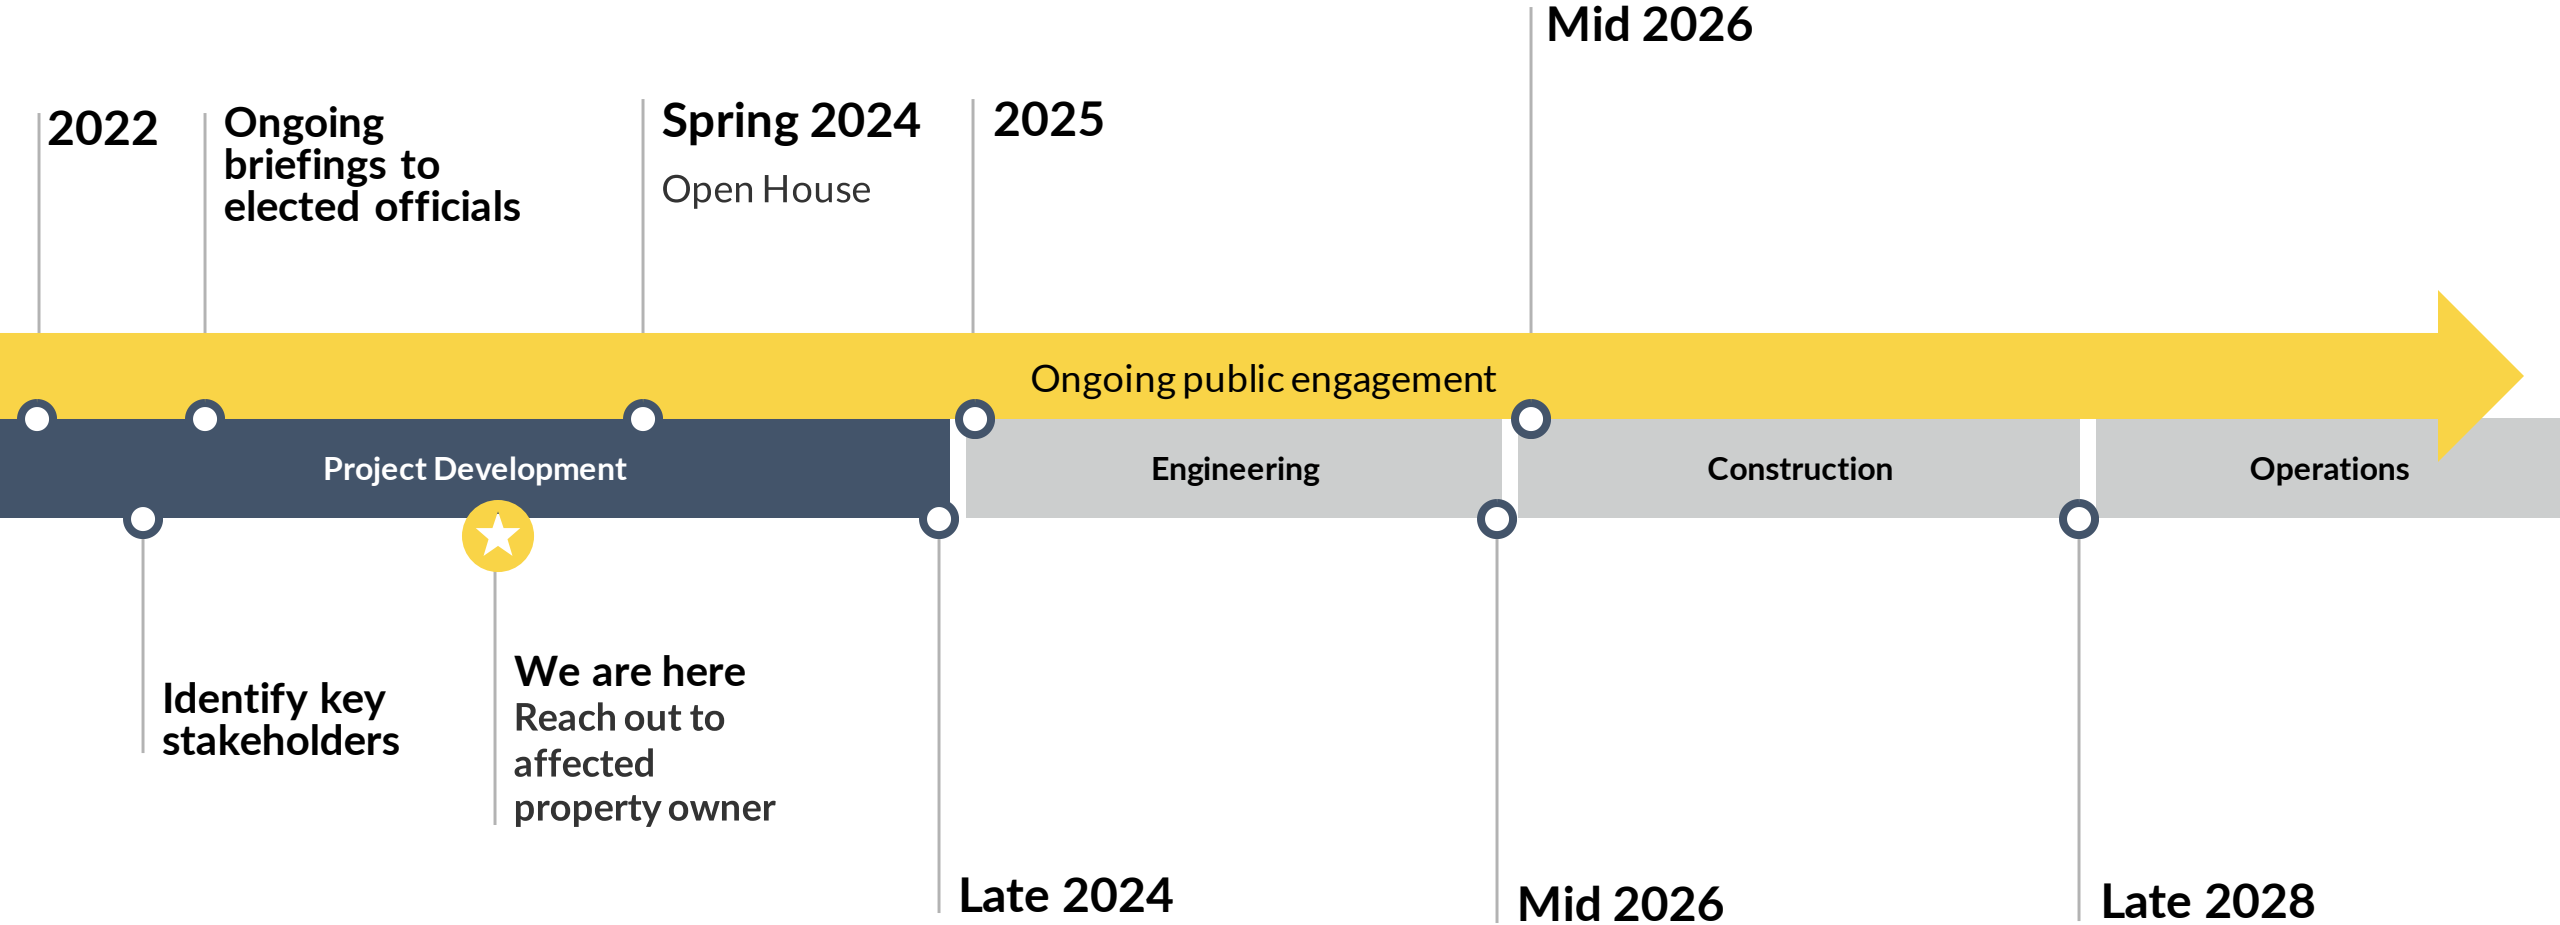 Mid 2026
2022
Ongoing
briefings to
elected officials
Spring 2024
Open House
2025
Ongoing public engagement
Project Development
Engineering
Construction
Operations
Identify key
stakeholders
We are here
Reach out to
affected
property owner
Late 2024
Mid 2026
Late 2028